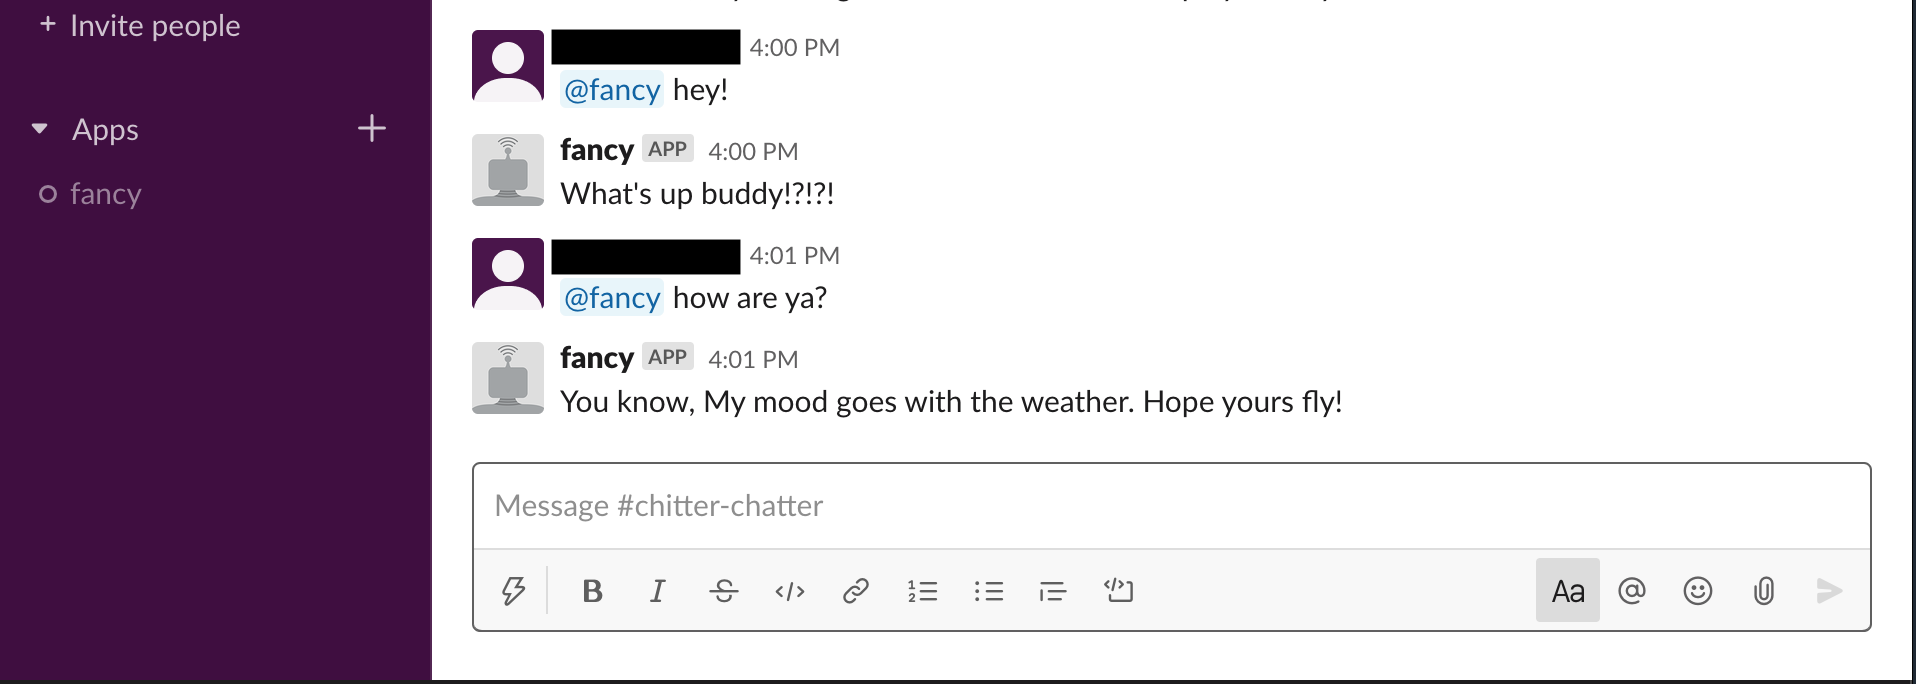 + Invite people
Apps +
fancy
4:00 PM
@fancy hey!
fancy APP 4:00 PM
What's up buddy!?!?!
4:01 PM
@fancy how are ya?
fancy APP 4:01 PM
You know, My mood goes with the weather. Hope yours fly!
Message #chitter-chatter
B I S </> Aa @